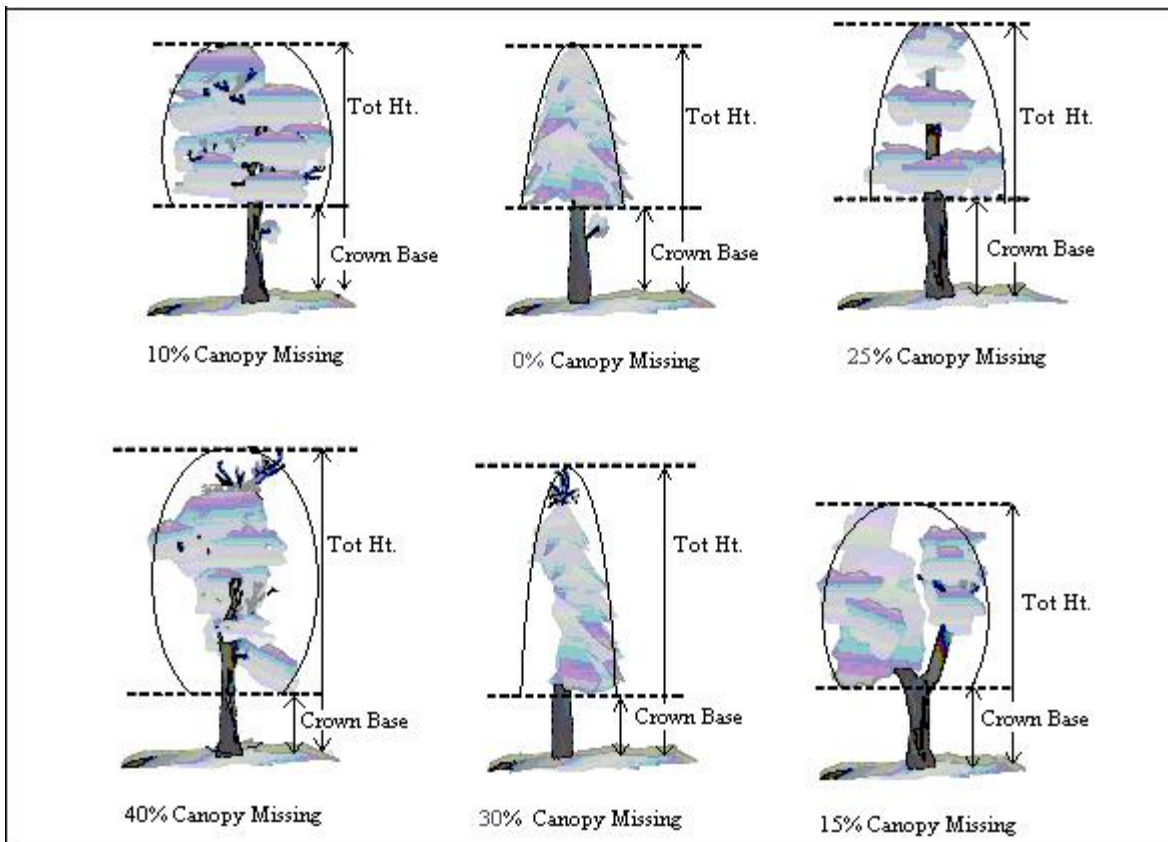 Tot Ht.
Crown Base
10% Canopy Missing
Tot Ht.
Crown Base
0% Canopy Missing
Tot Ht.
Crown Base
25% Canopy Missing
Tot Ht.
Crown Base
40% Canopy Missing
Tot Ht.
Crown Base
30% Canopy Missing
Tot Ht.
Crown Base
15% Canopy Missing